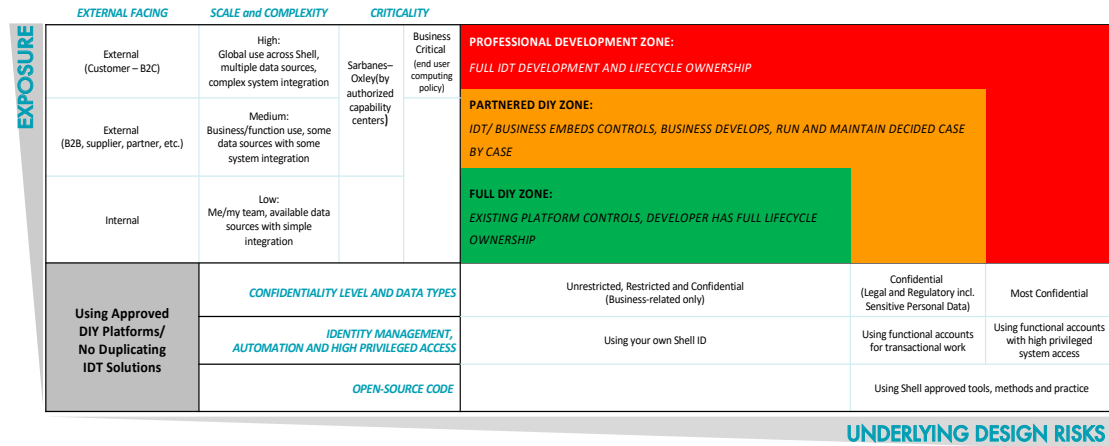 EXTERNAL FACING
SCALE and COMPLEXITY
CRITICALITY
EXPOSURE
External
(Customer – B2C)
High:
Global use across Shell,
multiple data sources,
complex system integration
Sarbanes–
Oxley(by
authorized
capability
centers)
Business
Critical
(end user
computing
policy)
PROFESSIONAL DEVELOPMENT ZONE:
FULL IDT DEVELOPMENT AND LIFECYCLE OWNERSHIP
External
(B2B, supplier, partner, etc.)
Medium:
Business/function use, some
data sources with some
system integration
PARTNERED DIY ZONE:
IDT/ BUSINESS EMBEDS CONTROLS, BUSINESS DEVELOPS, RUN AND MAINTAIN DECIDED CASE
BY CASE
Internal
Low:
Me/my team, available data
sources with simple
integration
FULL DIY ZONE:
EXISTING PLATFORM CONTROLS, DEVELOPER HAS FULL LIFECYCLE
OWNERSHIP
Using Approved
DIY Platforms/
No Duplicating
IDT Solutions
CONFIDENTIALITY LEVEL AND DATA TYPES
Unrestricted, Restricted and Confidential
(Business-related only)
Confidential
(Legal and Regulatory incl.
Sensitive Personal Data)
Most Confidential
IDENTITY MANAGEMENT,
AUTOMATION AND HIGH PRIVILEGED ACCESS
Using your own Shell ID
Using functional accounts
for transactional work
Using functional accounts
with high privileged
system access
OPEN-SOURCE CODE
Using Shell approved tools, methods and practice
UNDERLYING DESIGN RISKS